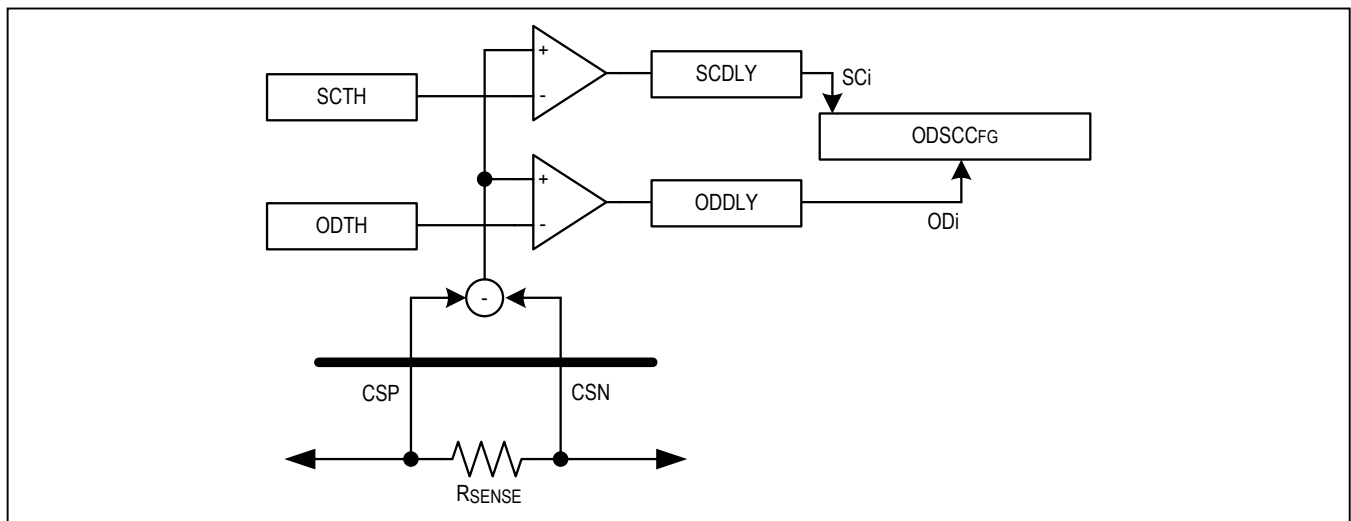 +
SCDLY
SCi
SCTH
-
ODSCCFG
+
ODDLY
ODTH
-
ODi
-
CSP
CSN
RSENSE